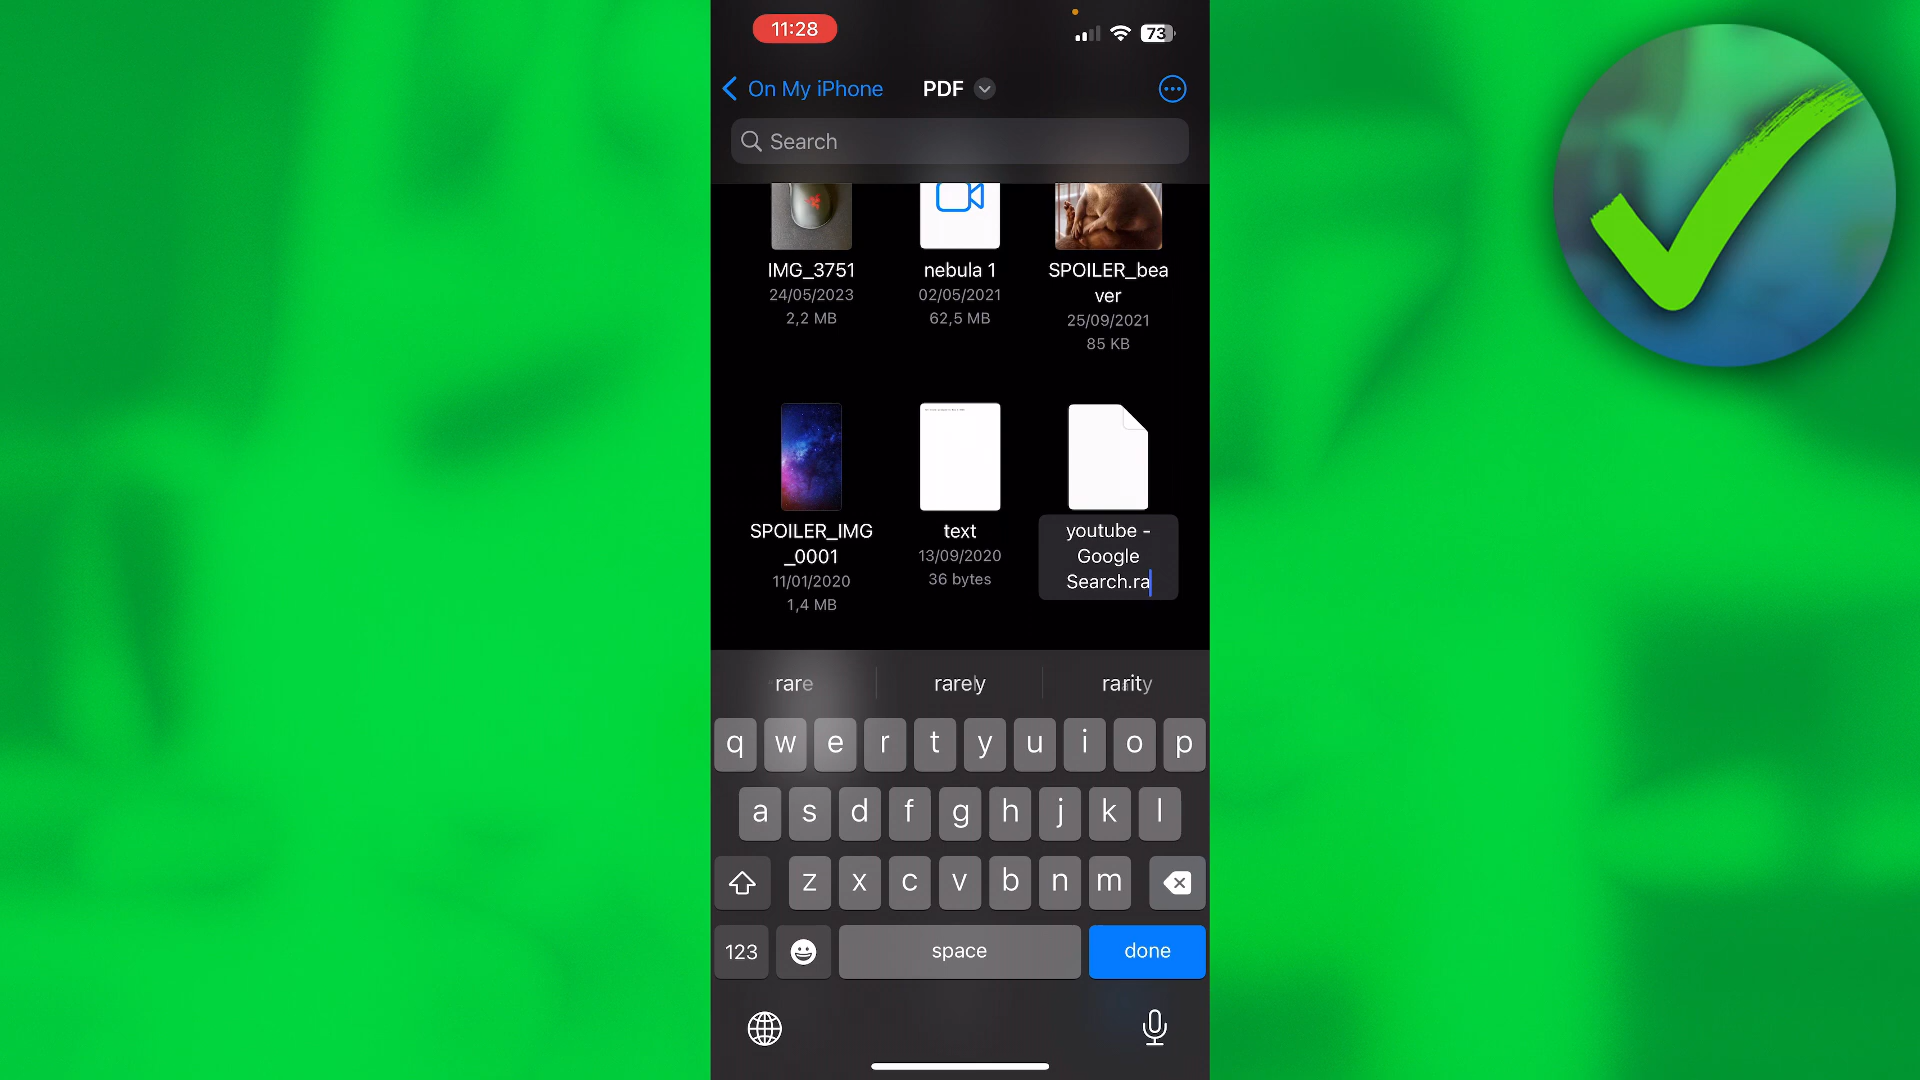 11:28
73
On My iPhone
PDF
Search
IMG_3751
24/05/2023
2,2 MB
nebula 1
02/05/2021
62,5 MB
SPOILER_bea
ver
25/09/2021
85 KB
SPOILER_IMG
_0001
11/01/2020
1,4 MB
text
13/09/2020
36 bytes
youtube -
Google
Search.ra
rare
rarely
rarity
q w e r t y u i o p
a s d f g h j k l
z x c v b n m
123
space
done